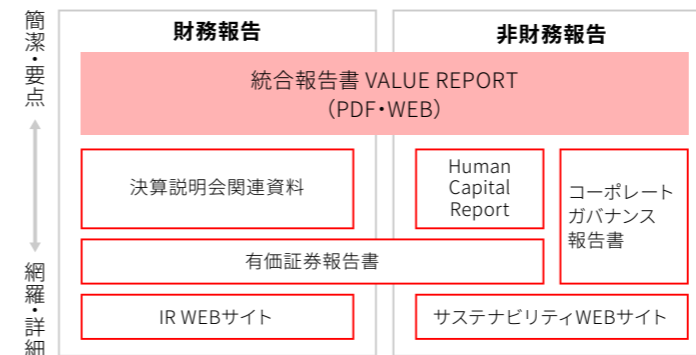 簡潔・要点
網羅・詳細
財務報告
非財務報告
統合報告書 VALUE REPORT
（PDF・WEB）
決算説明会関連資料
Human
Capital
Report
コーポレート
ガバナンス
報告書
有価証券報告書
IR WEBサイト
サステナビリティWEBサイト